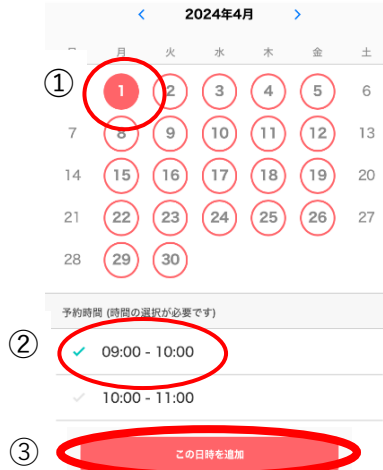 < 2024年4月 >
月 火 水 木 金 土
① 1 2 3 4 5 6
7 8 9 10 11 12 13
14 15 16 17 18 19 20
21 22 23 24 25 26 27
28 29 30
予約時間 (時間の選択が必要です)
② 09:00 - 10:00
10:00 - 11:00
③ この日時を追加